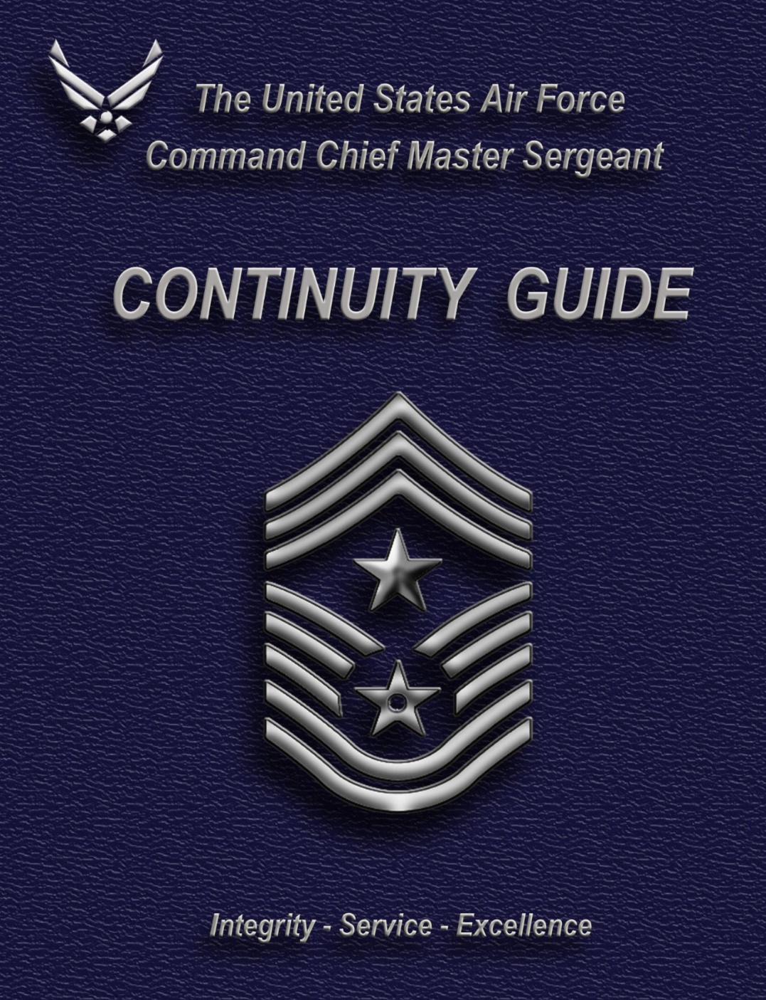 The United States Air Force
Command Chief Master Sergeant
CONTINUITY GUIDE
Integrity - Service - Excellence